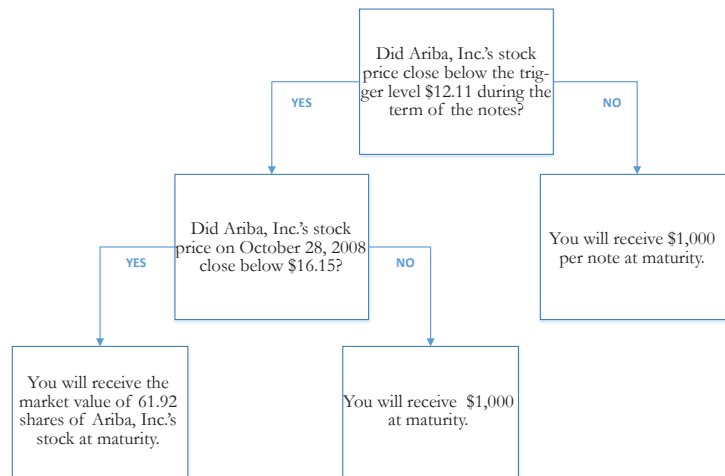 Did Ariba, Inc.'s stock
price close below the trig-
ger level $12.11 during the
term of the notes?
YES
NO
Did Ariba, Inc.'s stock
price on October 28, 2008
close below $16.15?
You will receive $1,000
per note at maturity.
YES
NO
You will receive the
market value of 61.92
shares of Ariba, Inc.'s
stock at maturity.
You will receive $1,000
at maturity.